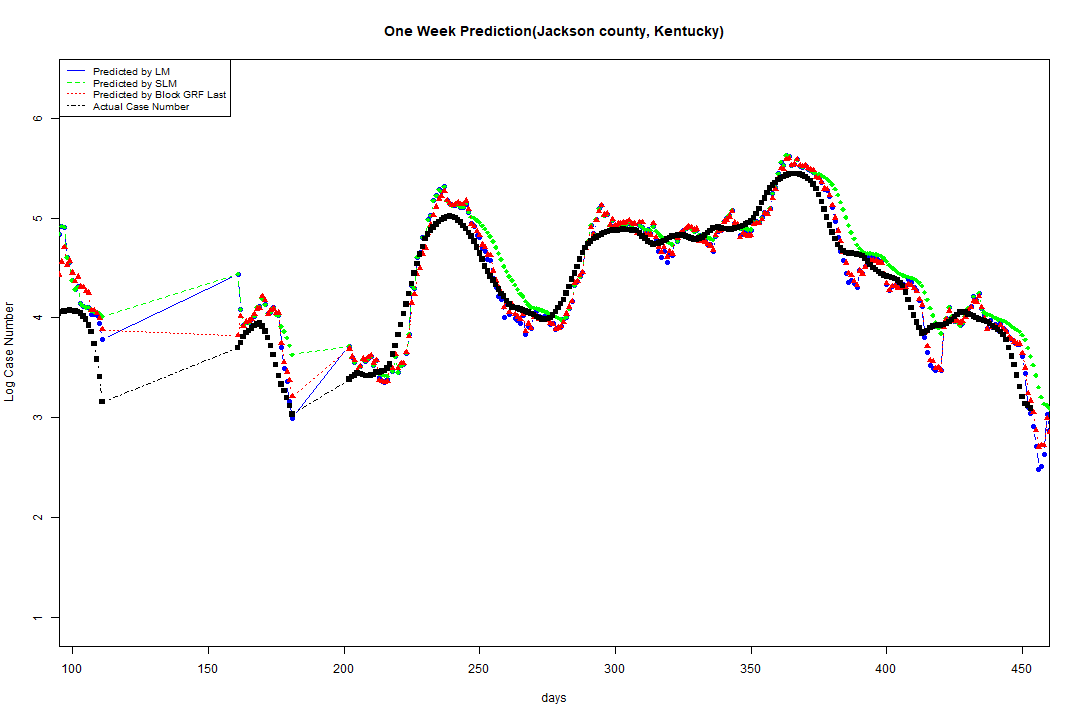 One Week Prediction(Jackson county, Kentucky)
Predicted by LM
Predicted by SLM
Predicted by Block GRF Last
Actual Case Number
Log Case Number
6
5
4
3
2
1
100 150 200 250 300 350 400 450
days